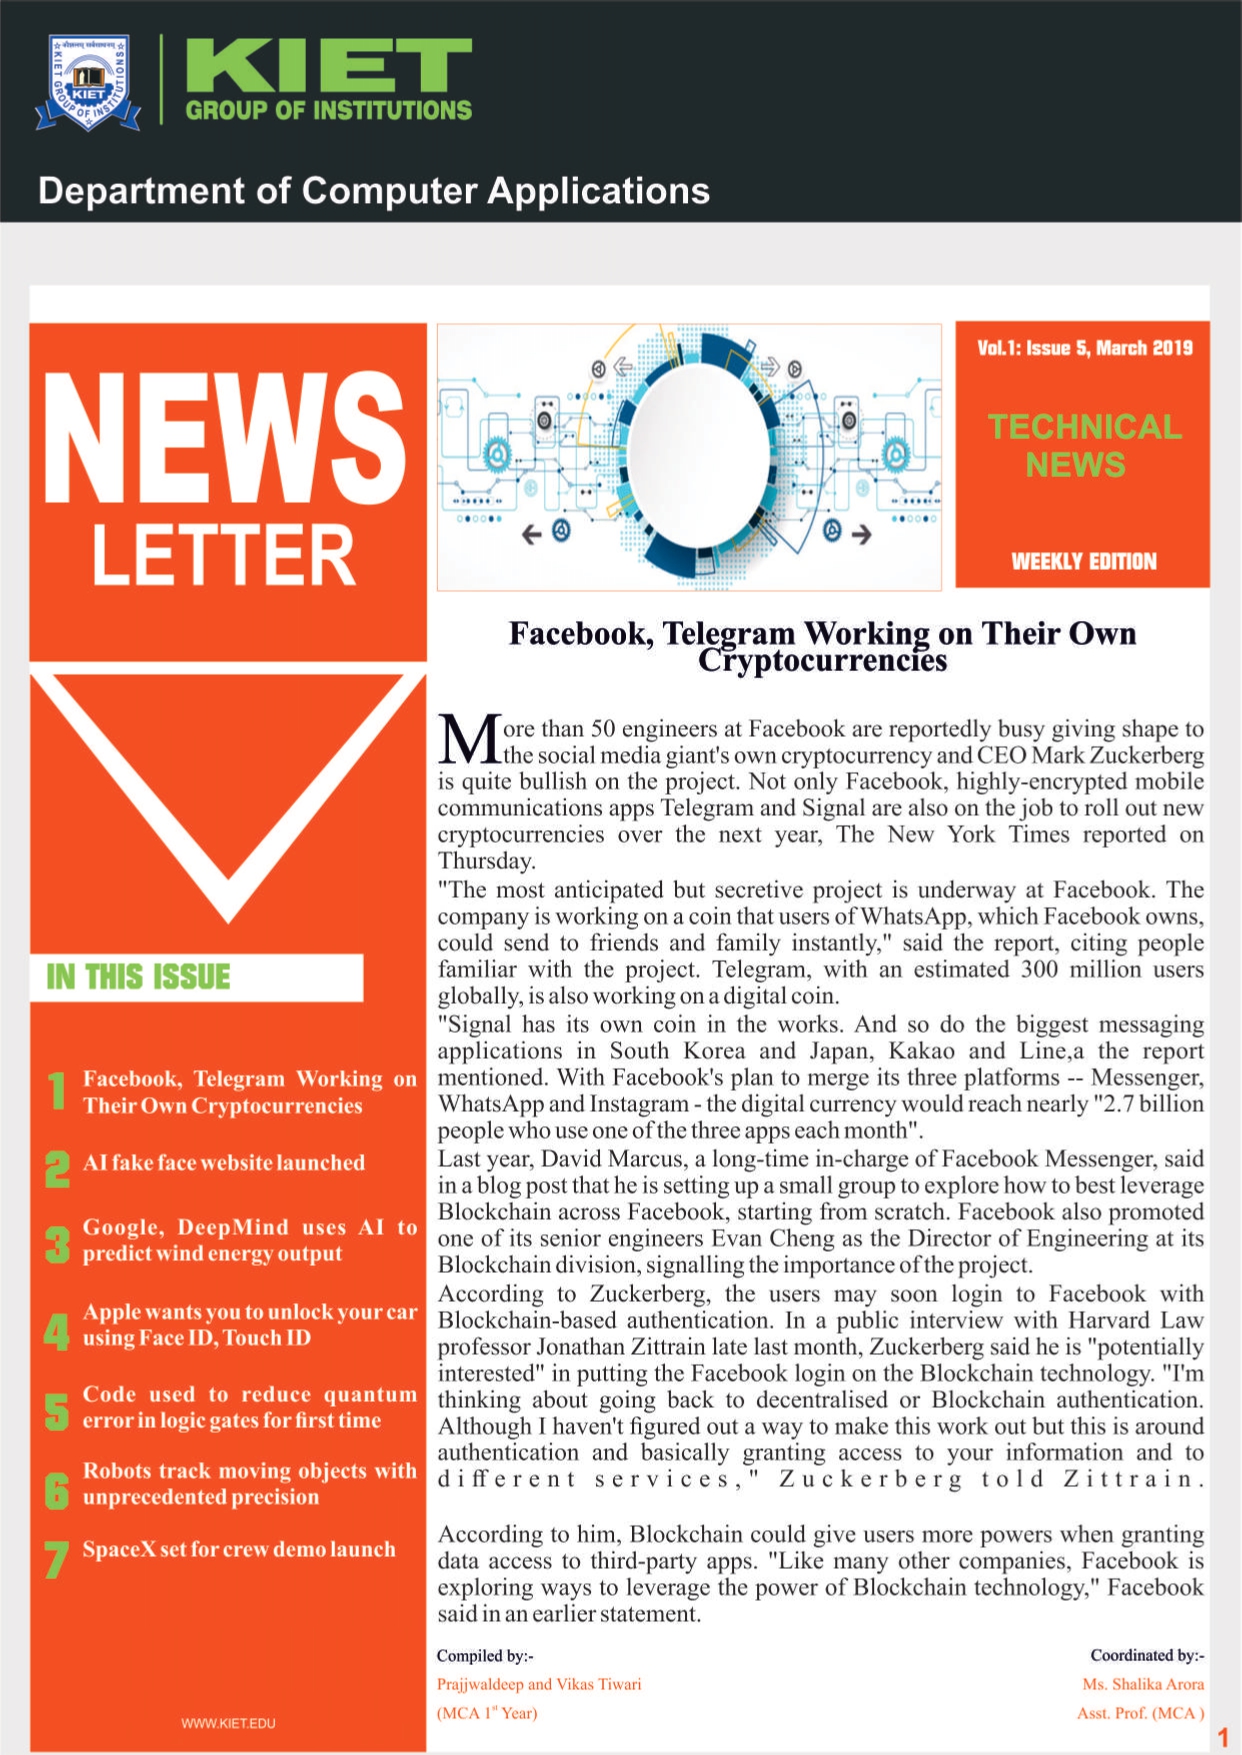 कौशलम् सर्वसाधनम्
KIET GROUP OF INSTITUTIONS
KIET
KIET
GROUP OF INSTITUTIONS
Department of Computer Applications
NEWS
LETTER
Vol.1: Issue 5, March 2019
TECHNICAL
NEWS
WEEKLY EDITION
IN THIS ISSUE
1 Facebook, Telegram Working on
Their Own Cryptocurrencies
2 AI fake face website launched
3 Google, DeepMind uses AI to
predict wind energy output
4 Apple wants you to unlock your car
using Face ID, Touch ID
5 Code used to reduce quantum
error in logic gates for first time
6 Robots track moving objects with
unprecedented precision
7 SpaceX set for crew demo launch
WWW.KIET.EDU
Facebook, Telegram Working on Their Own
Cryptocurrencies
More than 50 engineers at Facebook are reportedly busy giving shape to
the social media giant's own cryptocurrency and CEO Mark Zuckerberg
is quite bullish on the project. Not only Facebook, highly-encrypted mobile
communications apps Telegram and Signal are also on the job to roll out new
cryptocurrencies over the next year, The New York Times reported on
Thursday.
"The most anticipated but secretive project is underway at Facebook. The
company is working on a coin that users of WhatsApp, which Facebook owns,
could send to friends and family instantly," said the report, citing people
familiar with the project. Telegram, with an estimated 300 million users
globally, is also working on a digital coin.
"Signal has its own coin in the works. And so do the biggest messaging
applications in South Korea and Japan, Kakao and Line,a the report
mentioned. With Facebook's plan to merge its three platforms -- Messenger,
WhatsApp and Instagram - the digital currency would reach nearly "2.7 billion
people who use one of the three apps each month".
Last year, David Marcus, a long-time in-charge of Facebook Messenger, said
in a blog post that he is setting up a small group to explore how to best leverage
Blockchain across Facebook, starting from scratch. Facebook also promoted
one of its senior engineers Evan Cheng as the Director of Engineering at its
Blockchain division, signalling the importance of the project.
According to Zuckerberg, the users may soon login to Facebook with
Blockchain-based authentication. In a public interview with Harvard Law
professor Jonathan Zittrain late last month, Zuckerberg said he is "potentially
interested" in putting the Facebook login on the Blockchain technology. "I'm
thinking about going back to decentralised or Blockchain authentication.
Although I haven't figured out a way to make this work out but this is around
authentication and basically granting access to your information and to
different services," Zuckerberg told Zittrain.
According to him, Blockchain could give users more powers when granting
data access to third-party apps. "Like many other companies, Facebook is
exploring ways to leverage the power of Blockchain technology," Facebook
said in an earlier statement.
Compiled by:-
Prajjwaldeep and Vikas Tiwari
(MCA 1st Year)
Coordinated by:-
Ms. Shalika Arora
Asst. Prof. (MCA )
1